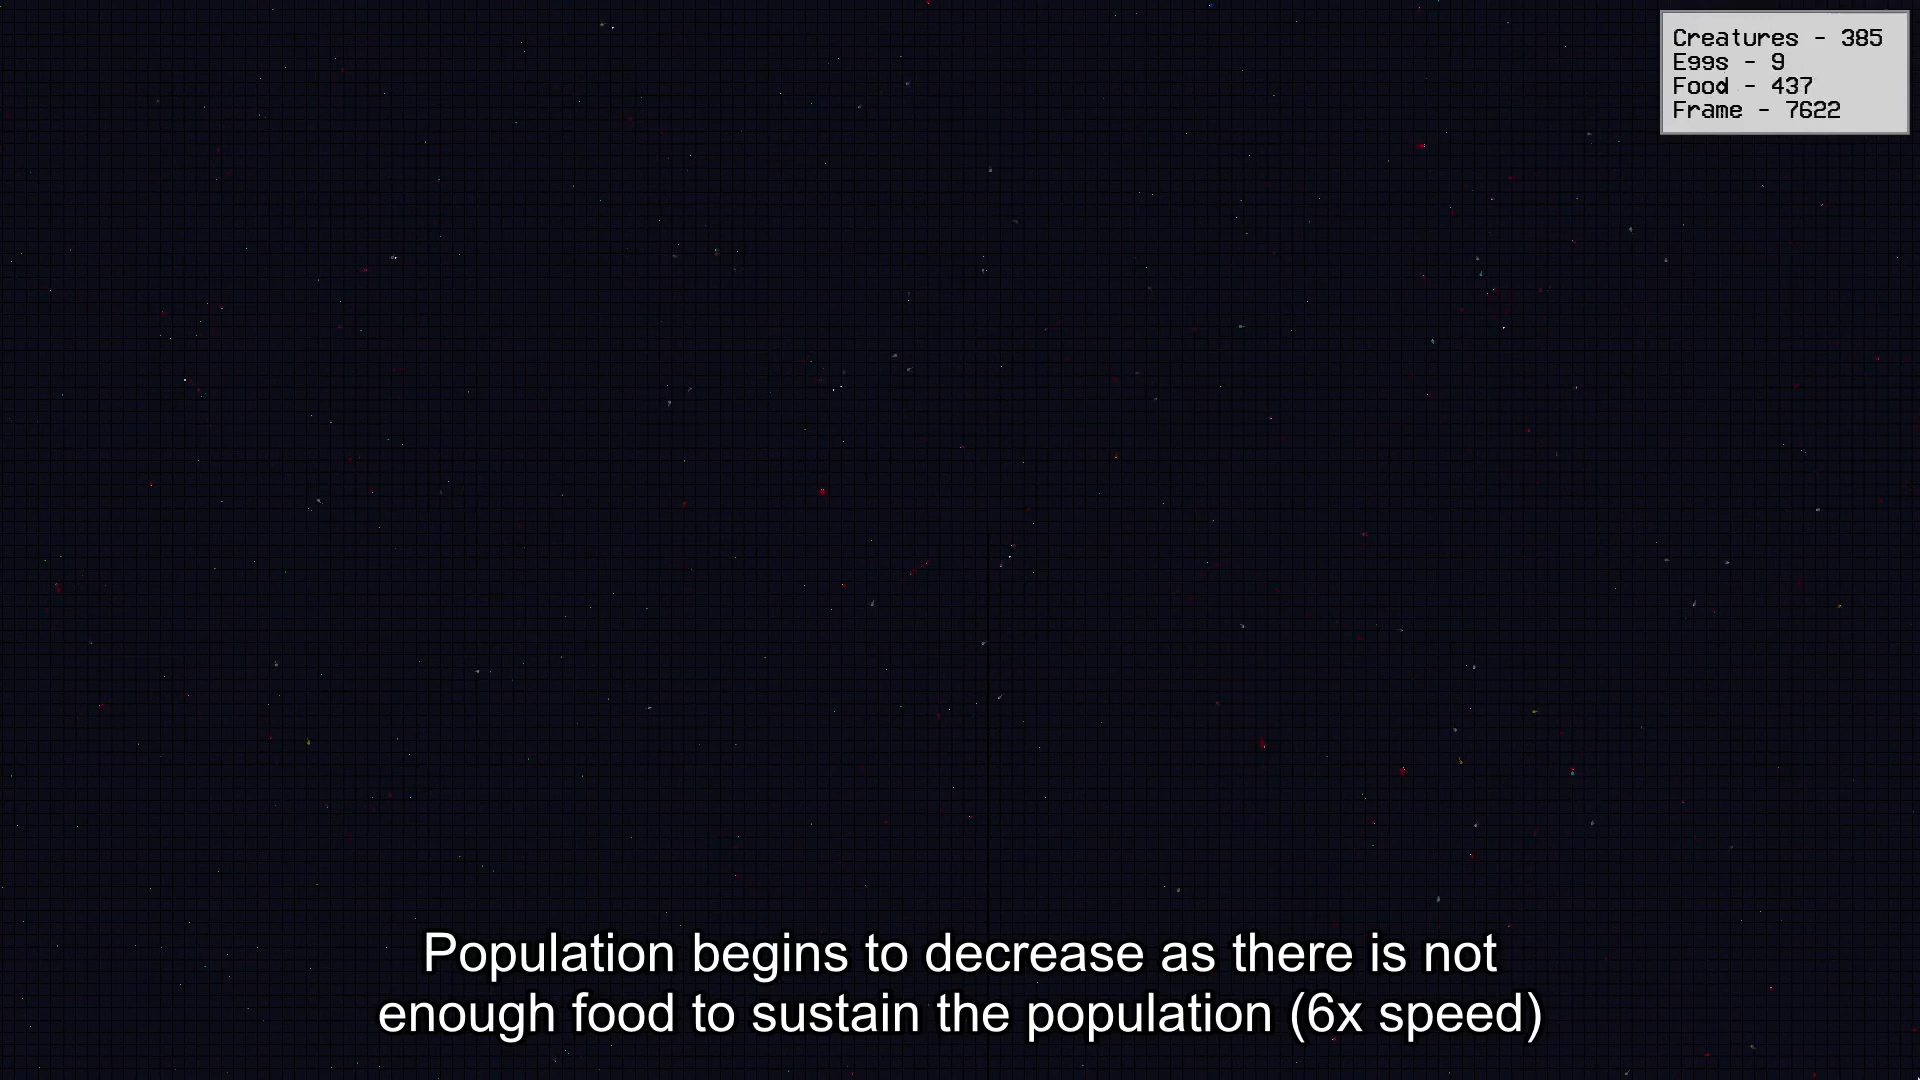 Creatures - 385
Eggs - 9
Food - 437
Frame - 7622
Population begins to decrease as there is not
enough food to sustain the population (6x speed)